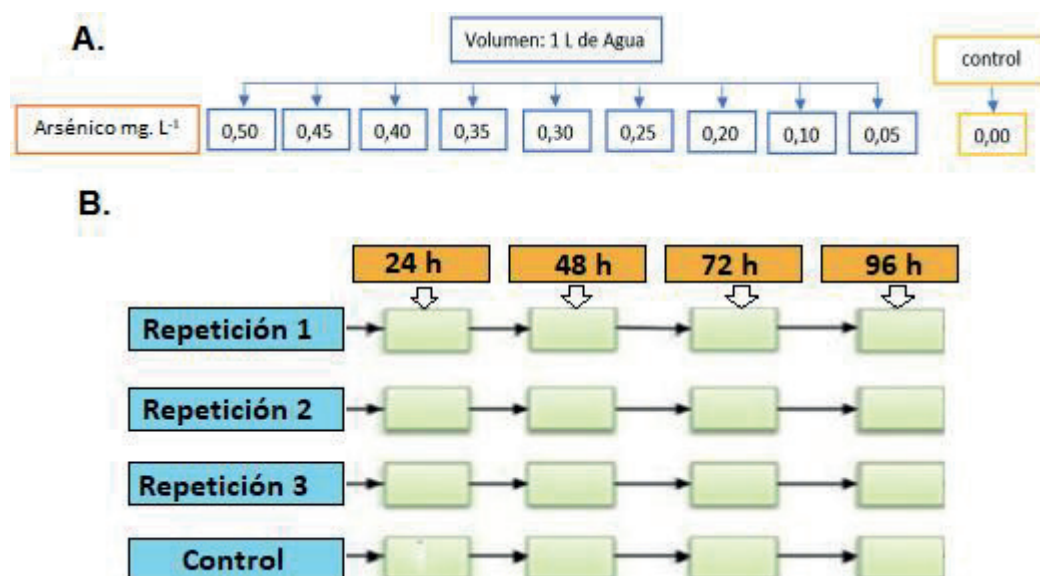 A.
Volumen: 1 L de Agua
control
Arsénico mg. L⁻¹ 0,50 0,45 0,40 0,35 0,30 0,25 0,20 0,10 0,05 0,00
B.
24 h 48 h 72 h 96 h
Repetición 1
Repetición 2
Repetición 3
Control